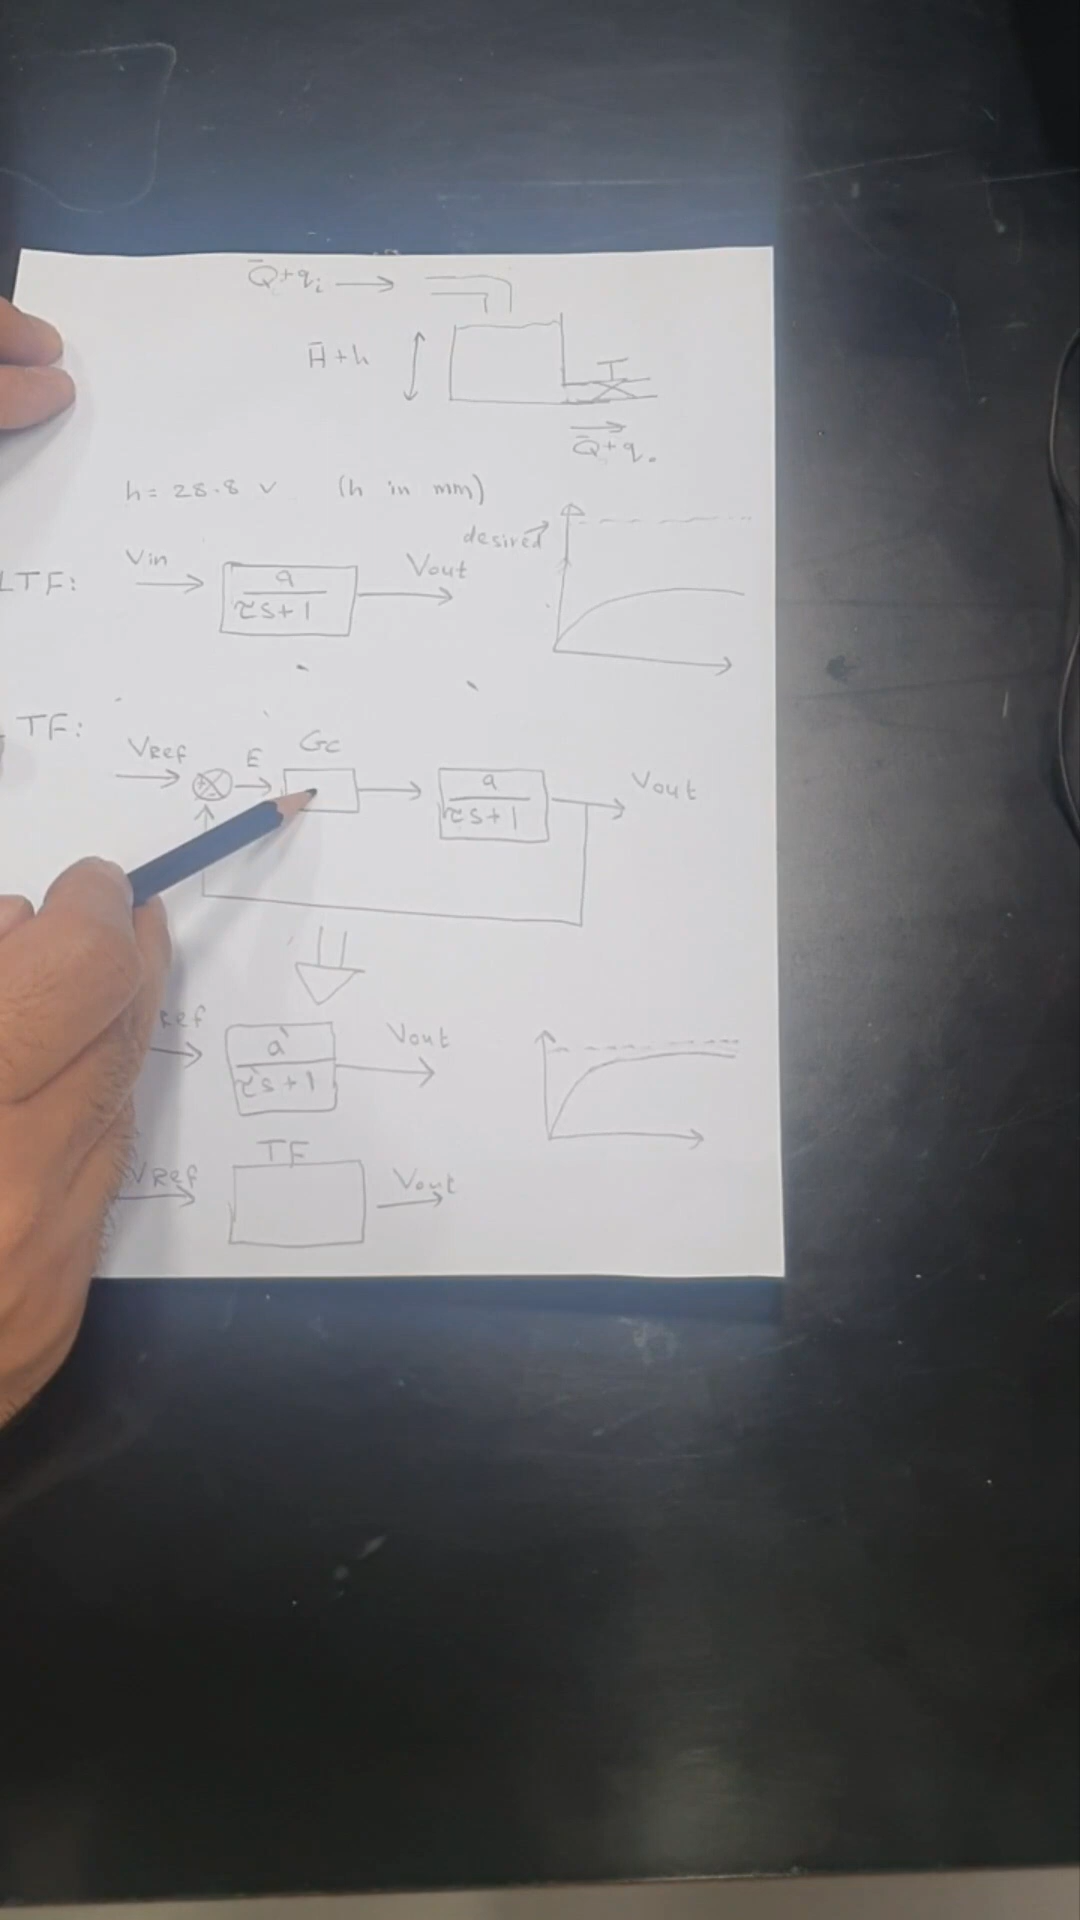 Q̄+qi
H̄+h
Q̄+qo
h= 28.8 v (h in mm)
desired
LTF:
Vin
a
τs+1
Vout
TF:
VRef
E
Gc
+
a
τs+1
Vout
Ref
a`
τ`s+1
Vout
TF
VRef
Vout